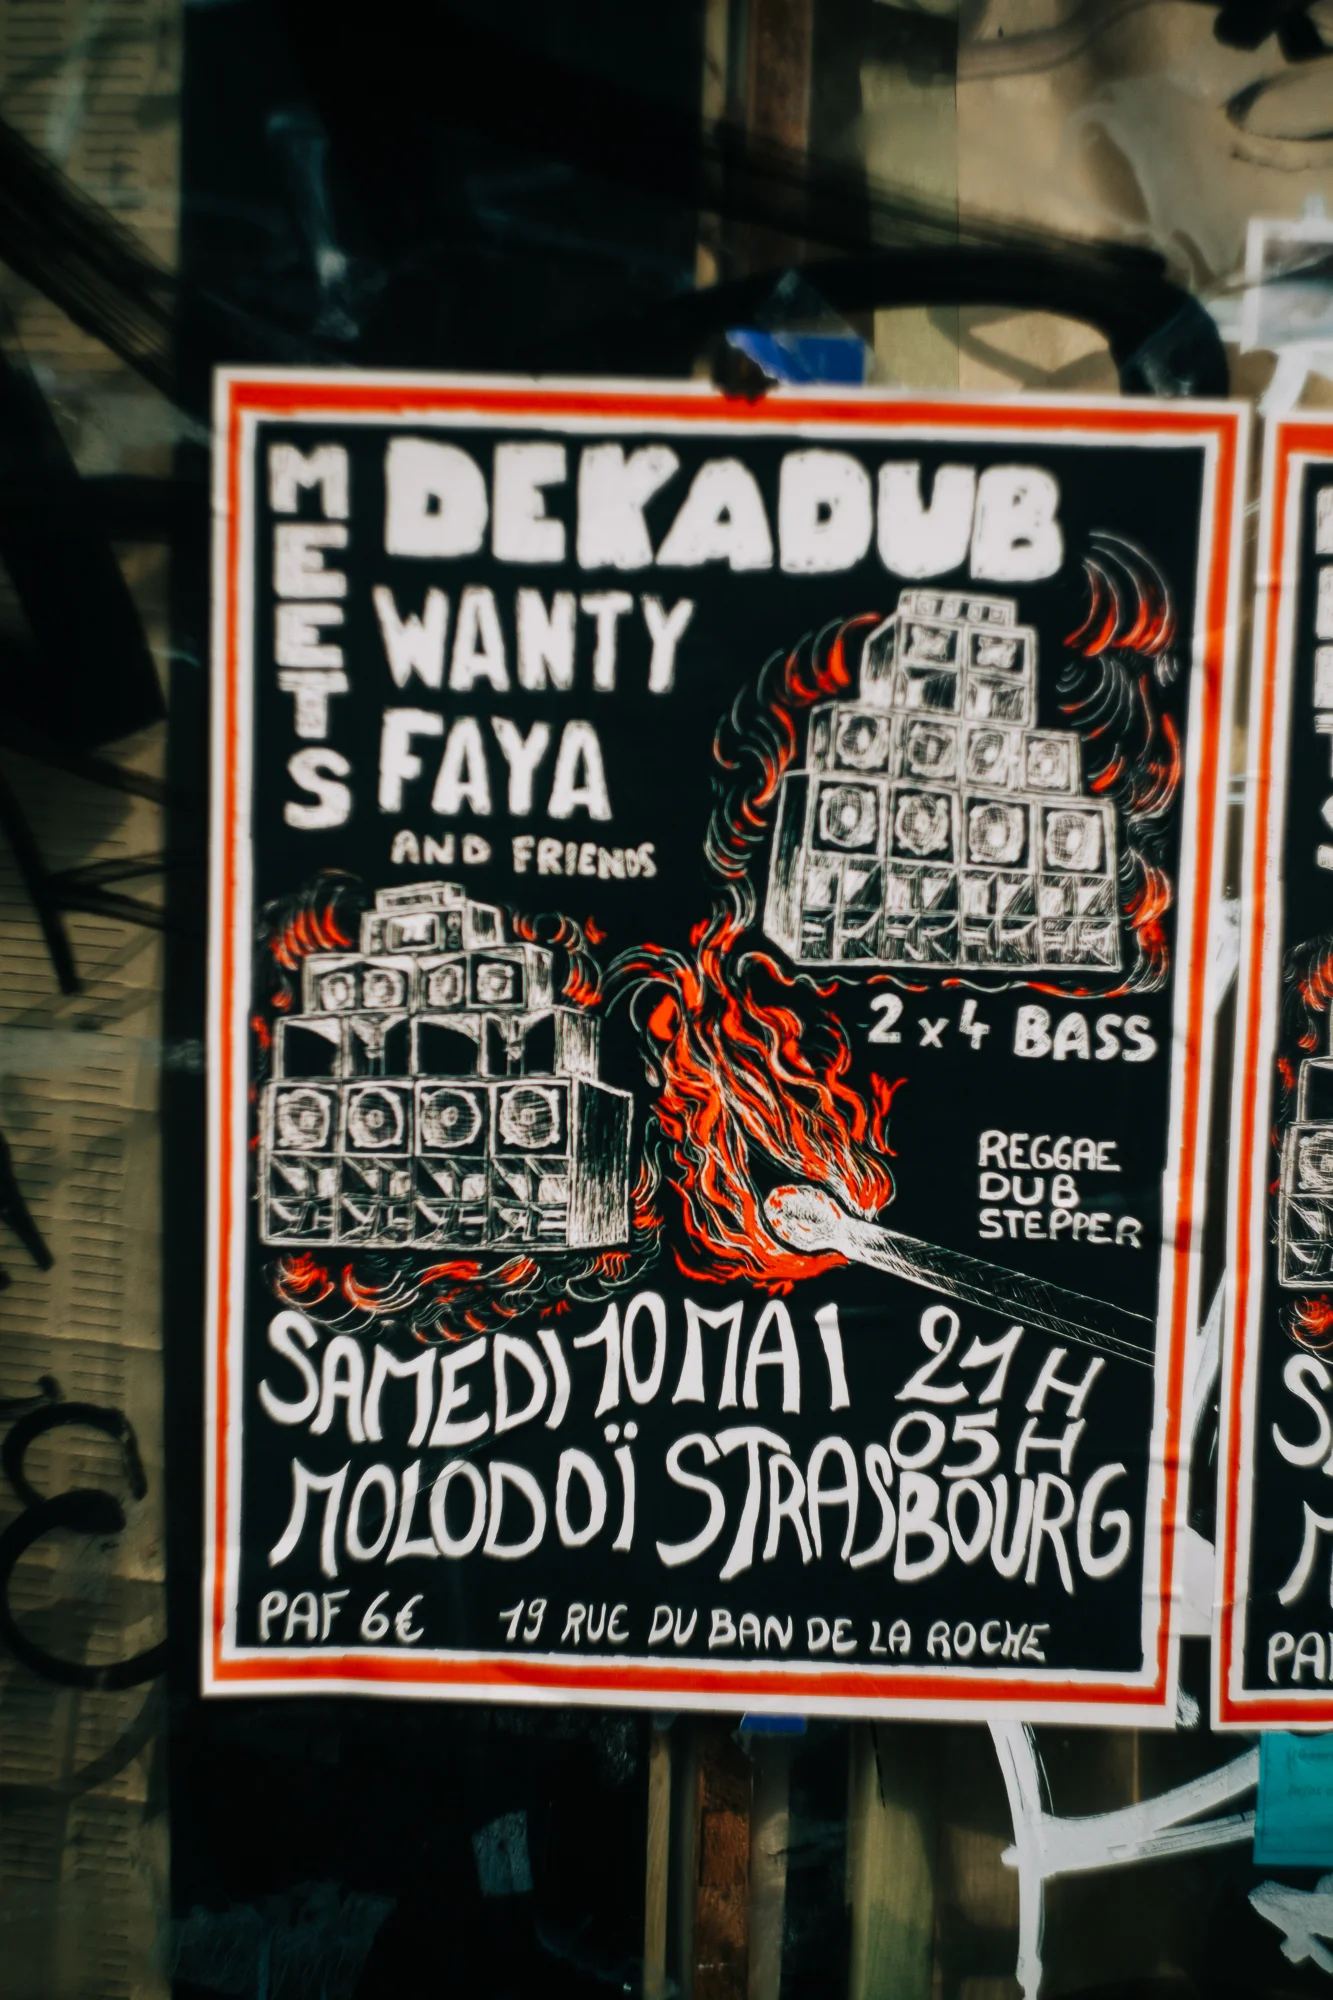 MEETS
DEKADUB
WANTY
FAYA
AND FRIENDS
2 x 4 BASS
REGGAE
DUB
STEPPER
SAMEDI 10 MAI 21H
05H
MOLODOÏ STRASBOURG
PAF 6€ 19 RUE DU BAN DE LA ROCHE
PAF